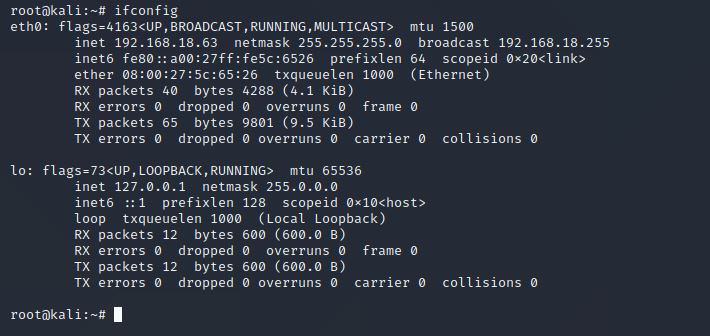 root@kali:~# ifconfig
eth0: flags=4163<UP,BROADCAST,RUNNING,MULTICAST>  mtu 1500
        inet 192.168.18.63  netmask 255.255.255.0  broadcast 192.168.18.255
        inet6 fe80::a00:27ff:fe5c:6526  prefixlen 64  scopeid 0×20<link>
        ether 08:00:27:5c:65:26  txqueuelen 1000  (Ethernet)
        RX packets 40  bytes 4288 (4.1 KiB)
        RX errors 0  dropped 0  overruns 0  frame 0
        TX packets 65  bytes 9801 (9.5 KiB)
        TX errors 0  dropped 0 overruns 0  carrier 0  collisions 0

lo: flags=73<UP,LOOPBACK,RUNNING>  mtu 65536
        inet 127.0.0.1  netmask 255.0.0.0
        inet6 ::1  prefixlen 128  scopeid 0×10<host>
        loop  txqueuelen 1000  (Local Loopback)
        RX packets 12  bytes 600 (600.0 B)
        RX errors 0  dropped 0  overruns 0  frame 0
        TX packets 12  bytes 600 (600.0 B)
        TX errors 0  dropped 0 overruns 0  carrier 0  collisions 0

root@kali:~#